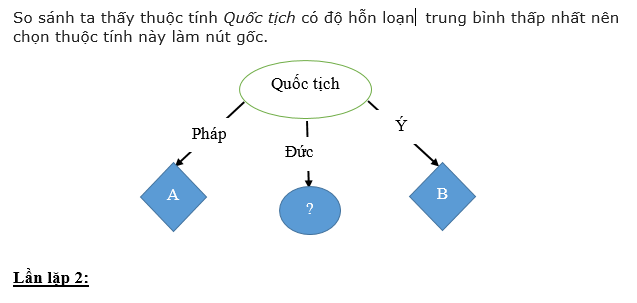 So sánh ta thấy thuộc tính Quốc tịch có độ hỗn loạn trung bình thấp nhất nên
chọn thuộc tính này làm nút gốc.
Quốc tịch
Pháp
Đức
Ý
A
?
B
Lần lặp 2: